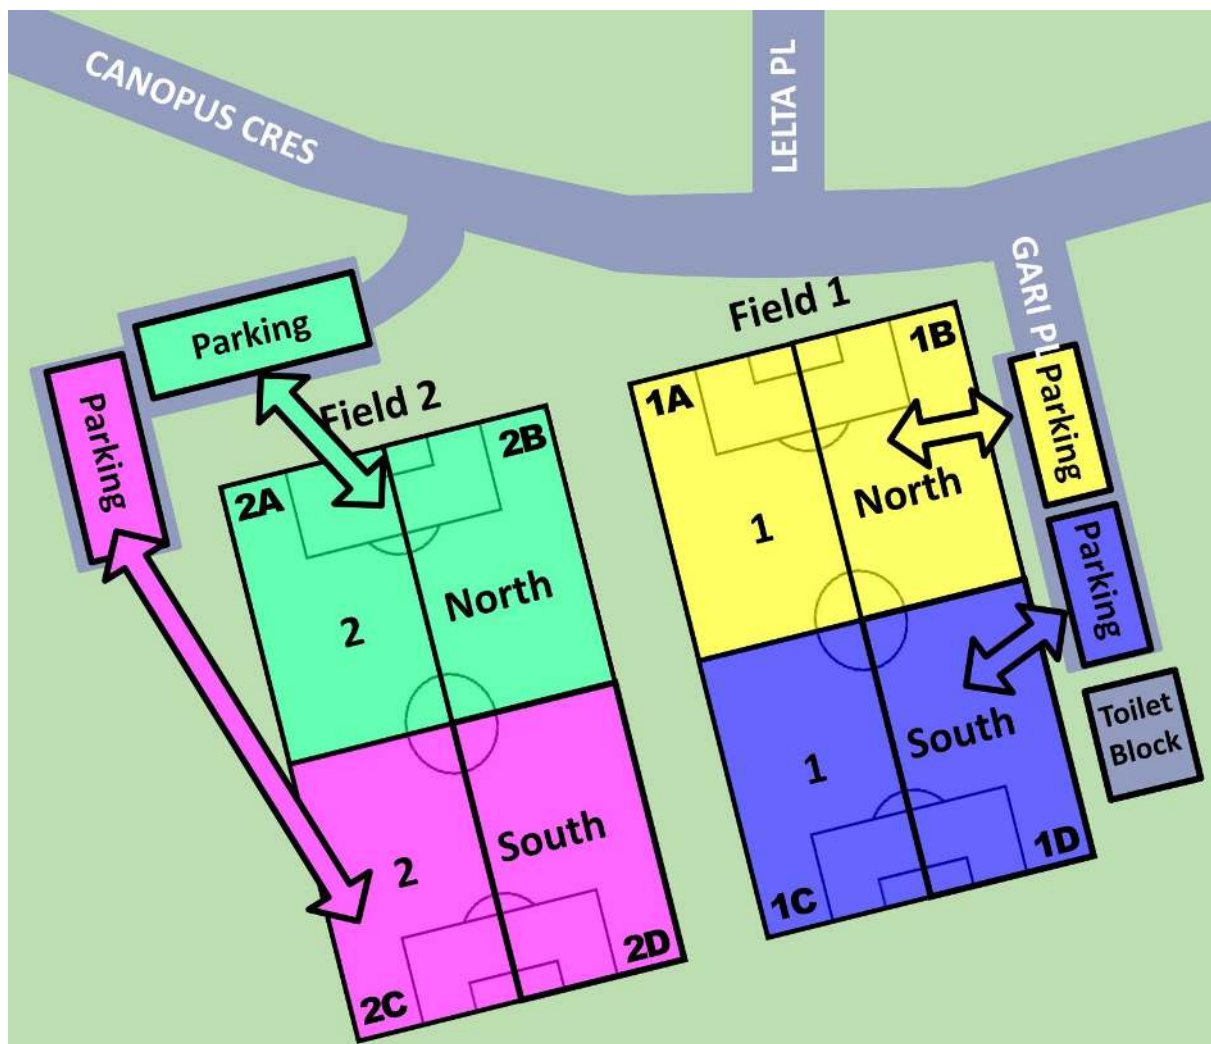 CANOPUS CRES
LELTA PL
GARI PL
Parking
Parking
Field 2
2A
2B
2
North
2
South
2C
2D
Field 1
1A
1B
1
North
1
South
1C
1D
Parking
Parking
Toilet
Block